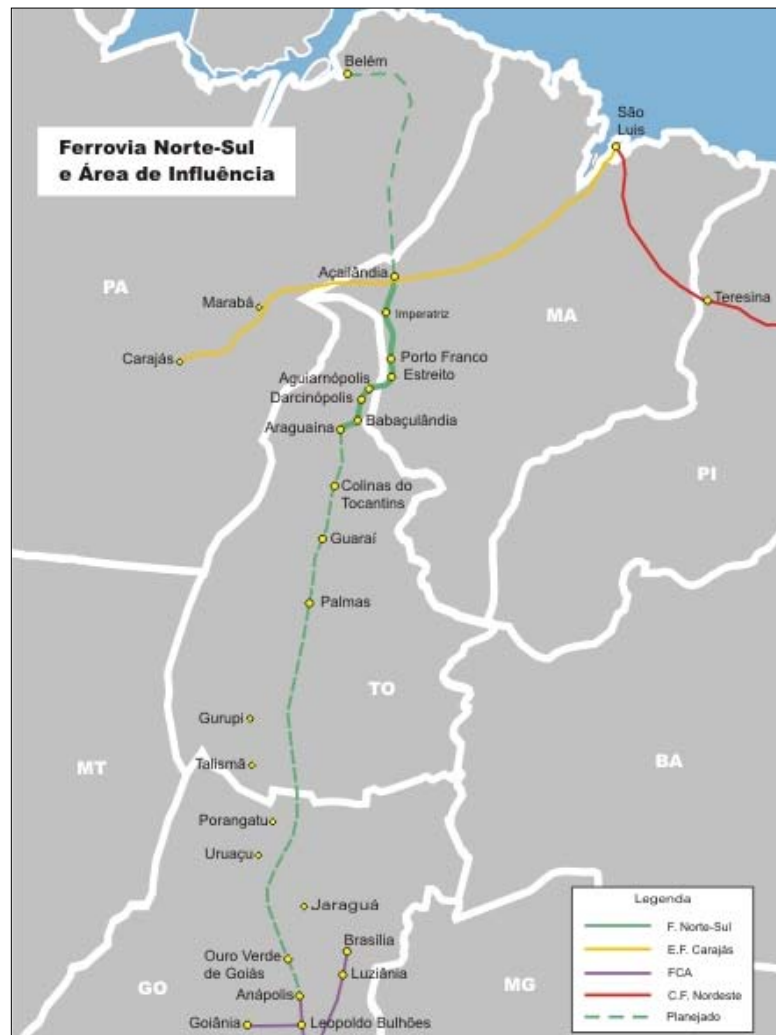 Belém
São
Luis
Ferrovia Norte-Sul
e Área de Influência
Açailândia
PA
Marabá
Imperatriz
MA
Teresina
Carajás
Porto Franco
Aguiarnópolis
Estreito
Darcinópolis
Araguaina
Babaçulândia
PI
Colinas do
Tocantins
Guaraí
Palmas
TO
Gurupi
MT
Talismã
BA
Porangatu
Uruaçu
Jaraguá
Brasília
Ouro Verde
de Goiás
Luziânia
GO
Anápolis
MG
Goiânia
Leopoldo Bulhões
Legenda
F. Norte-Sul
E.F. Carajás
FCA
C.F. Nordeste
Planejado